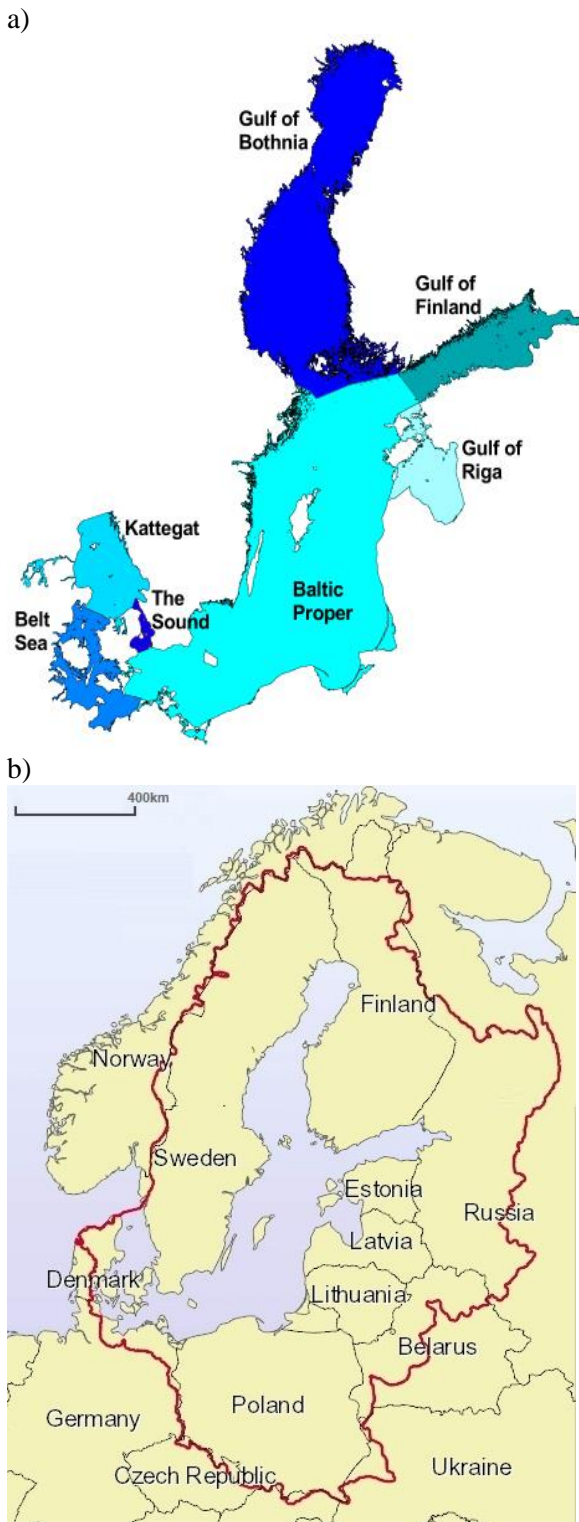 a)
Gulf of
Bothnia
Gulf of
Finland
Gulf of
Riga
Kattegat
The
Sound
Belt
Sea
Baltic
Proper
b)
400km
Finland
Norway
Sweden
Estonia
Russia
Latvia
Denmark
Lithuania
Belarus
Poland
Germany
Ukraine
Czech Republic